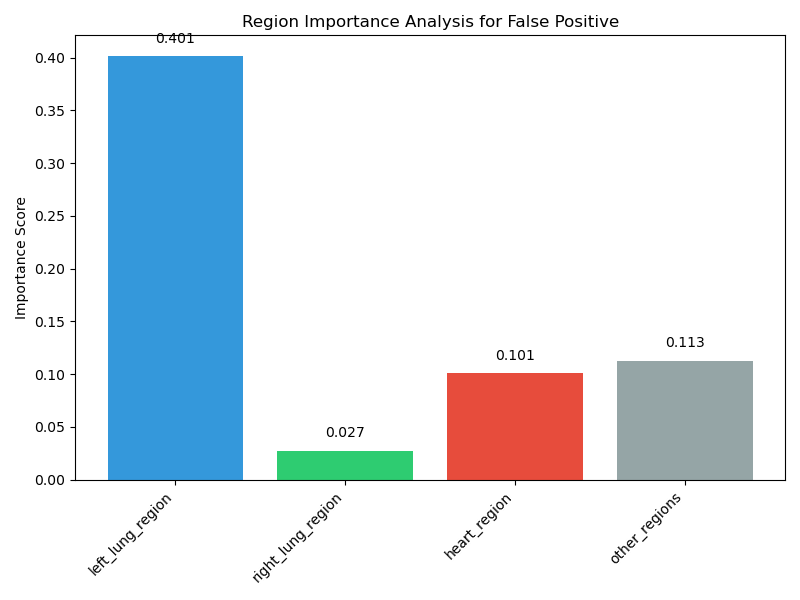 Region Importance Analysis for False Positive
0.401
0.027
0.101
0.113
Importance Score
0.40
0.35
0.30
0.25
0.20
0.15
0.10
0.05
0.00
left_lung_region
right_lung_region
heart_region
other_regions